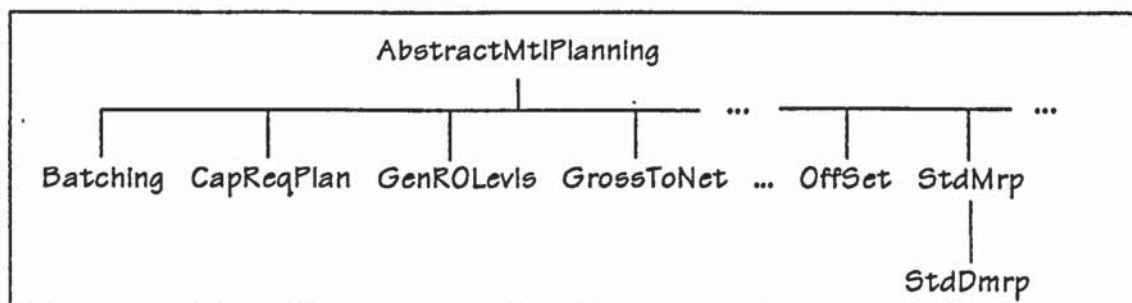 AbstractMtlPlanning
... ...
Batching CapReqPlan GenROLevls GrossToNet ... OffSet StdMrp
StdDmrp